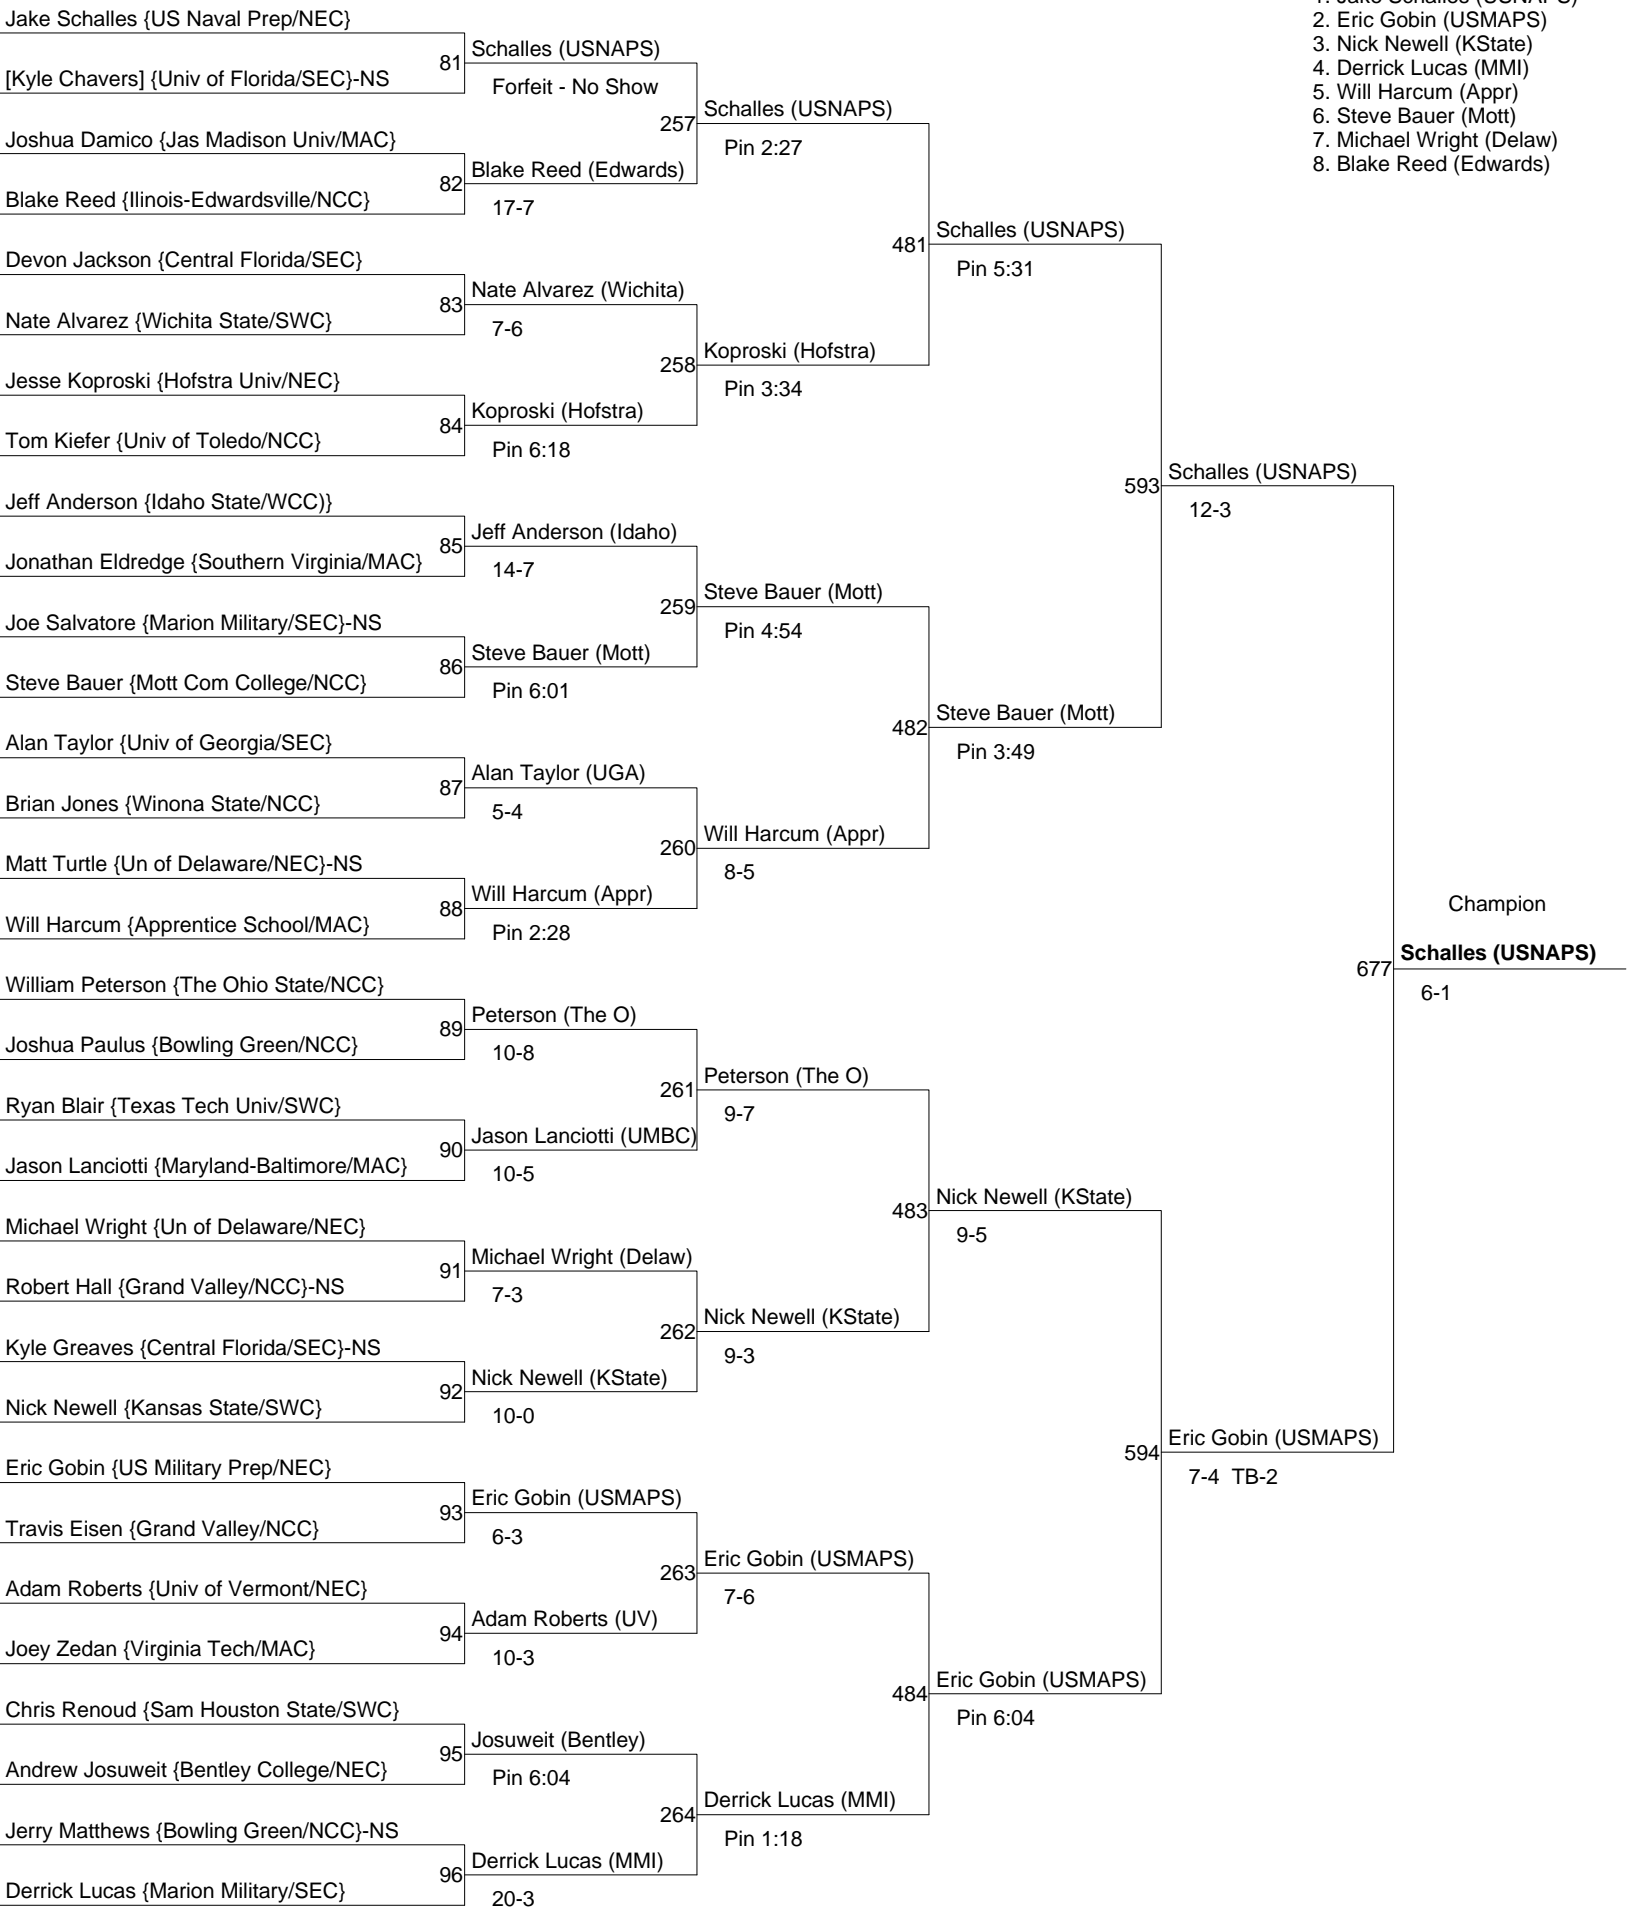 Jake Schalles {US Naval Prep/NEC}
[Kyle Chavers] {Univ of Florida/SEC}-NS
Joshua Damico {Jas Madison Univ/MAC}
Blake Reed {Ilinois-Edwardsville/NCC}
Devon Jackson {Central Florida/SEC}
Nate Alvarez {Wichita State/SWC}
Jesse Koproski {Hofstra Univ/NEC}
Tom Kiefer {Univ of Toledo/NCC}
Jeff Anderson {Idaho State/WCC)}
Jonathan Eldredge {Southern Virginia/MAC}
Joe Salvatore {Marion Military/SEC}-NS
Steve Bauer {Mott Com College/NCC}
Alan Taylor {Univ of Georgia/SEC}
Brian Jones {Winona State/NCC}
Matt Turtle {Un of Delaware/NEC}-NS
Will Harcum {Apprentice School/MAC}
William Peterson {The Ohio State/NCC}
Joshua Paulus {Bowling Green/NCC}
Ryan Blair {Texas Tech Univ/SWC}
Jason Lanciotti {Maryland-Baltimore/MAC}
Michael Wright {Un of Delaware/NEC}
Robert Hall {Grand Valley/NCC}-NS
Kyle Greaves {Central Florida/SEC}-NS
Nick Newell {Kansas State/SWC}
Eric Gobin {US Military Prep/NEC}
Travis Eisen {Grand Valley/NCC}
Adam Roberts {Univ of Vermont/NEC}
Joey Zedan {Virginia Tech/MAC}
Chris Renoud {Sam Houston State/SWC}
Andrew Josuweit {Bentley College/NEC}
Jerry Matthews {Bowling Green/NCC}-NS
Derrick Lucas {Marion Military/SEC}
81 Schalles (USNAPS)
Forfeit - No Show
82 Blake Reed (Edwards)
17-7
83 Nate Alvarez (Wichita)
7-6
84 Koproski (Hofstra)
Pin 6:18
85 Jeff Anderson (Idaho)
14-7
86 Steve Bauer (Mott)
Pin 6:01
87 Alan Taylor (UGA)
5-4
88 Will Harcum (Appr)
Pin 2:28
89 Peterson (The O)
10-8
90 Jason Lanciotti (UMBC)
10-5
91 Michael Wright (Delaw)
7-3
92 Nick Newell (KState)
10-0
93 Eric Gobin (USMAPS)
6-3
94 Adam Roberts (UV)
10-3
95 Josuweit (Bentley)
Pin 6:04
96 Derrick Lucas (MMI)
20-3
257 Schalles (USNAPS)
Pin 2:27
258 Koproski (Hofstra)
Pin 3:34
259 Steve Bauer (Mott)
Pin 4:54
260 Will Harcum (Appr)
8-5
261 Peterson (The O)
9-7
262 Nick Newell (KState)
9-3
263 Eric Gobin (USMAPS)
7-6
264 Derrick Lucas (MMI)
Pin 1:18
481 Schalles (USNAPS)
Pin 5:31
482 Steve Bauer (Mott)
Pin 3:49
483 Nick Newell (KState)
9-5
484 Eric Gobin (USMAPS)
Pin 6:04
593 Schalles (USNAPS)
12-3
594 Eric Gobin (USMAPS)
7-4 TB-2
Champion
677 Schalles (USNAPS)
6-1
1. Jake Schalles (USNAPS)
2. Eric Gobin (USMAPS)
3. Nick Newell (KState)
4. Derrick Lucas (MMI)
5. Will Harcum (Appr)
6. Steve Bauer (Mott)
7. Michael Wright (Delaw)
8. Blake Reed (Edwards)